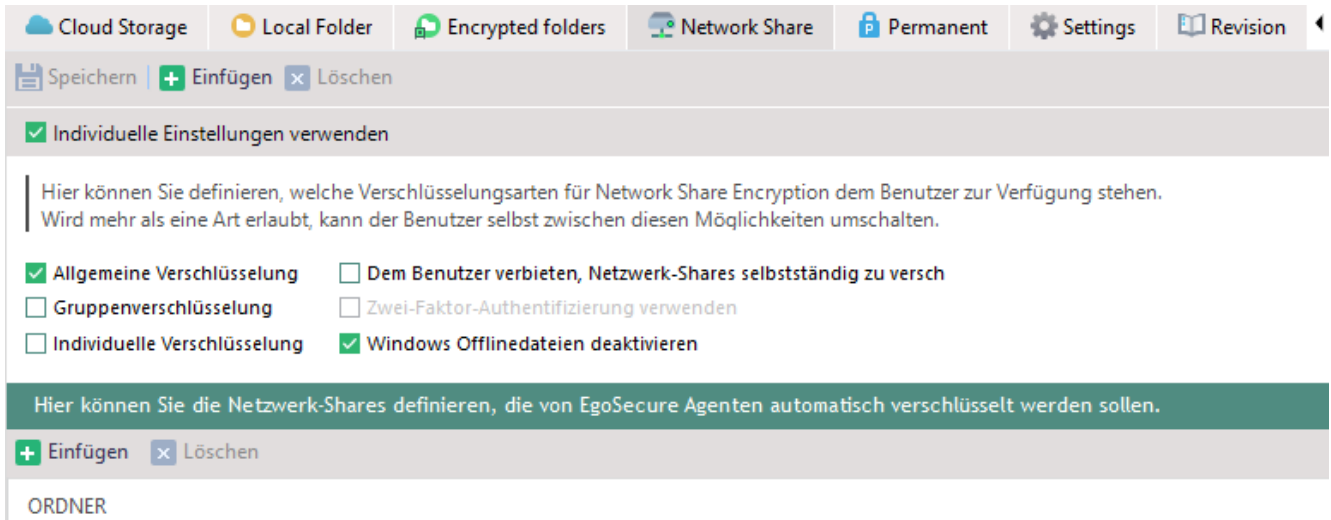 Cloud Storage Local Folder Encrypted folders Network Share Permanent Settings Revision
Speichern Einfügen Löschen
Individuelle Einstellungen verwenden
Hier können Sie definieren, welche Verschlüsselungsarten für Network Share Encryption dem Benutzer zur Verfügung stehen.
Wird mehr als eine Art erlaubt, kann der Benutzer selbst zwischen diesen Möglichkeiten umschalten.
Allgemeine Verschlüsselung Dem Benutzer verbieten, Netzwerk-Shares selbstständig zu versch
Gruppenverschlüsselung Zwei-Faktor-Authentifizierung verwenden
Individuelle Verschlüsselung Windows Offlinedateien deaktivieren
Hier können Sie die Netzwerk-Shares definieren, die von EgoSecure Agenten automatisch verschlüsselt werden sollen.
Einfügen Löschen
ORDNER